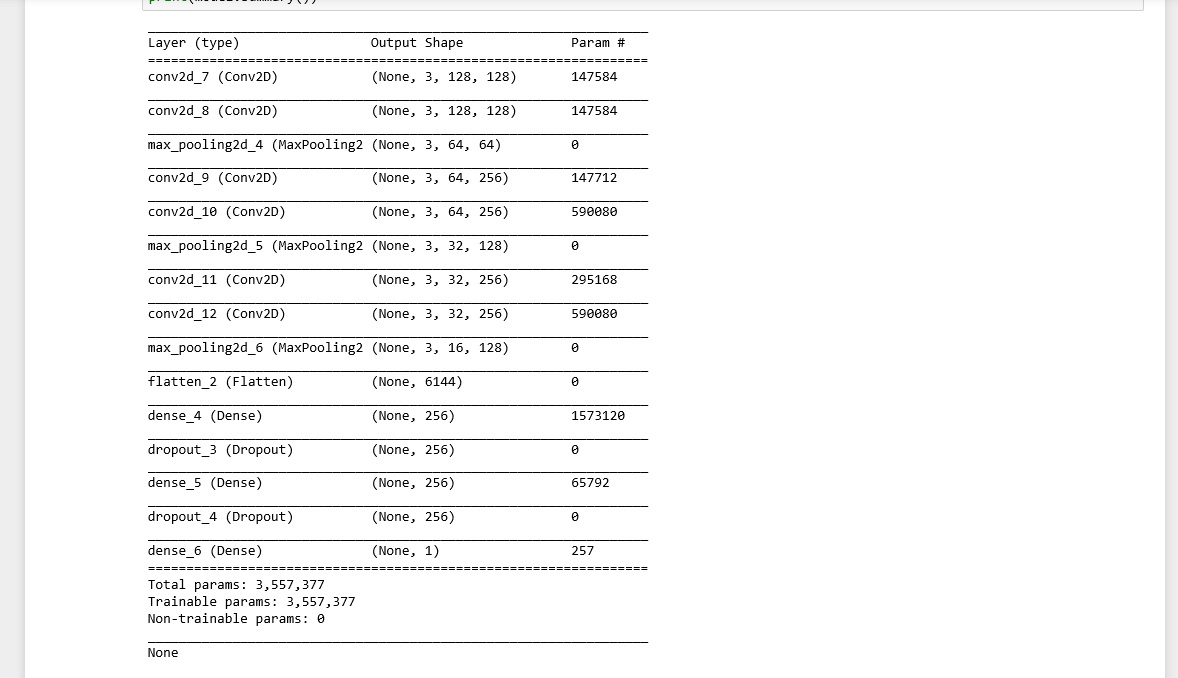 print(model.summary())
Layer (type) Output Shape Param #
=================================================================
conv2d_7 (Conv2D) (None, 3, 128, 128) 147584
conv2d_8 (Conv2D) (None, 3, 128, 128) 147584
max_pooling2d_4 (MaxPooling2 (None, 3, 64, 64) 0
conv2d_9 (Conv2D) (None, 3, 64, 256) 147712
conv2d_10 (Conv2D) (None, 3, 64, 256) 590080
max_pooling2d_5 (MaxPooling2 (None, 3, 32, 128) 0
conv2d_11 (Conv2D) (None, 3, 32, 256) 295168
conv2d_12 (Conv2D) (None, 3, 32, 256) 590080
max_pooling2d_6 (MaxPooling2 (None, 3, 16, 128) 0
flatten_2 (Flatten) (None, 6144) 0
dense_4 (Dense) (None, 256) 1573120
dropout_3 (Dropout) (None, 256) 0
dense_5 (Dense) (None, 256) 65792
dropout_4 (Dropout) (None, 256) 0
dense_6 (Dense) (None, 1) 257
=================================================================
Total params: 3,557,377
Trainable params: 3,557,377
Non-trainable params: 0
None